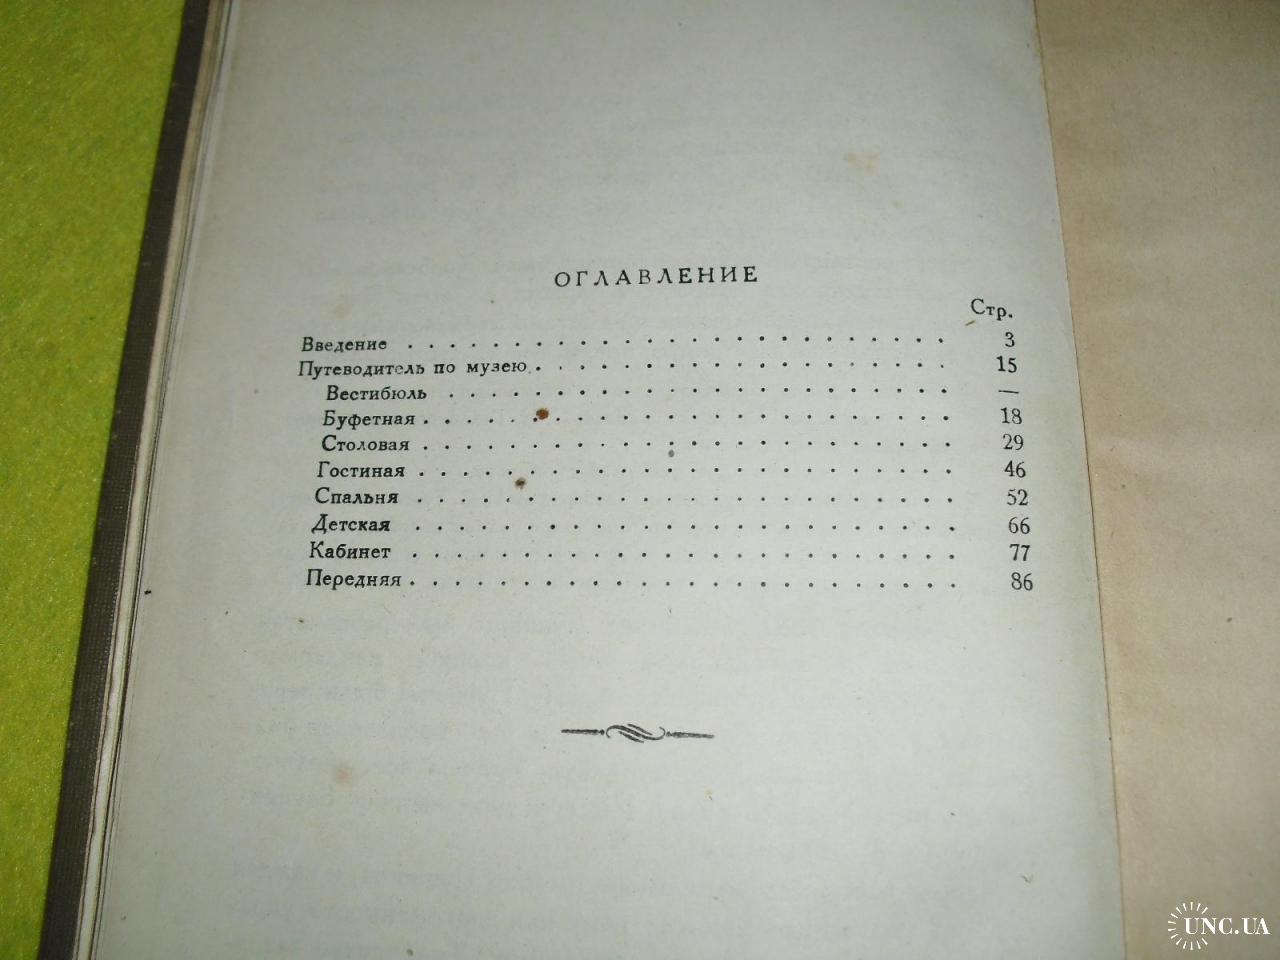 ОГЛАВЛЕНИЕ
Стр.
Введение . . . . . . . . . . . . . . . . . . . . . . . . 3
Путеводитель по музею . . . . . . . . . . . . . . . . . . 15
Вестибюль . . . . . . . . . . . . . . . . . . . . . . —
Буфетная . . . . . . . . . . . . . . . . . . . . . . . 18
Столовая . . . . . . . . . . . . . . . . . . . . . . . 29
Гостиная . . . . . . . . . . . . . . . . . . . . . . . 46
Спальня . . . . . . . . . . . . . . . . . . . . . . . 52
Детская . . . . . . . . . . . . . . . . . . . . . . . 66
Кабинет . . . . . . . . . . . . . . . . . . . . . . . 77
Передняя . . . . . . . . . . . . . . . . . . . . . . . 86
UNC.UA